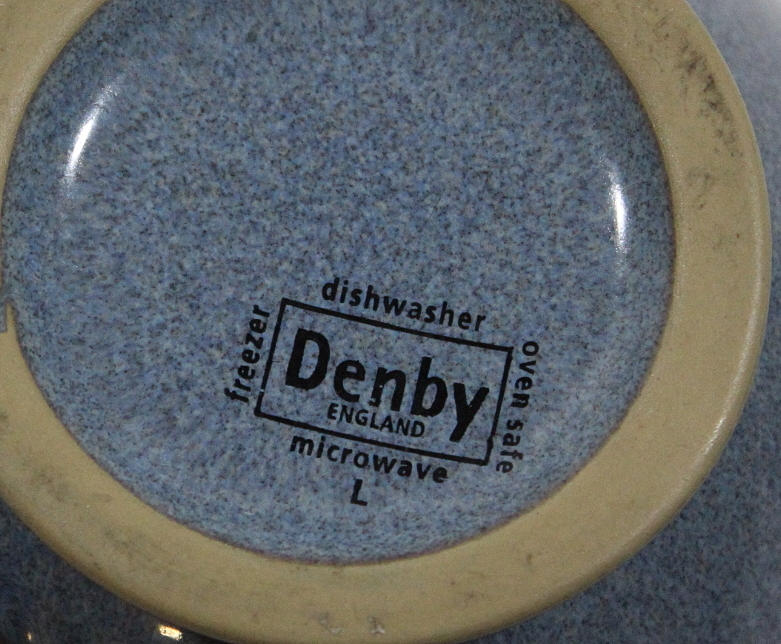 dishwasher
freezer
Denby
ENGLAND
oven safe
microwave
L